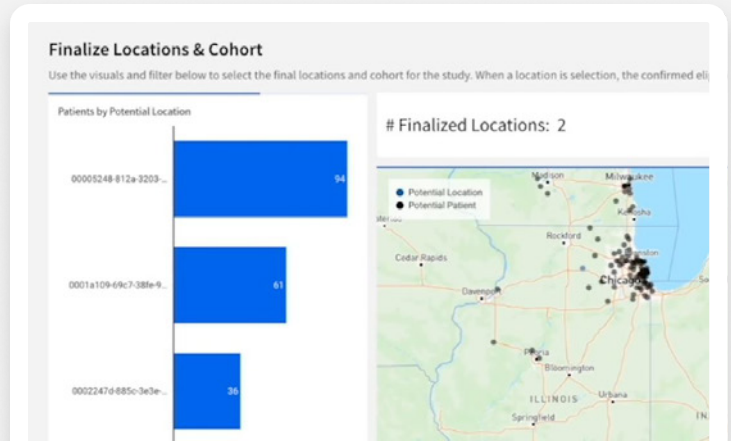 Finalize Locations & Cohort
Use the visuals and filter below to select the final locations and cohort for the study. When a location is selection, the confirmed eli
Patients by Potential Location
# Finalized Locations: 2
00005248-812a-3203-...
94
0001a109-69c7-38fe-9...
61
0002247d-885c-3e3e-...
36
Potential Location
Potential Patient
Madison
Milwaukee
Kenosha
Rockford
Cedar Rapids
Chicago
Davenport
Peoria
Bloomington
ILLINOIS
Urbana
Springfield
IN